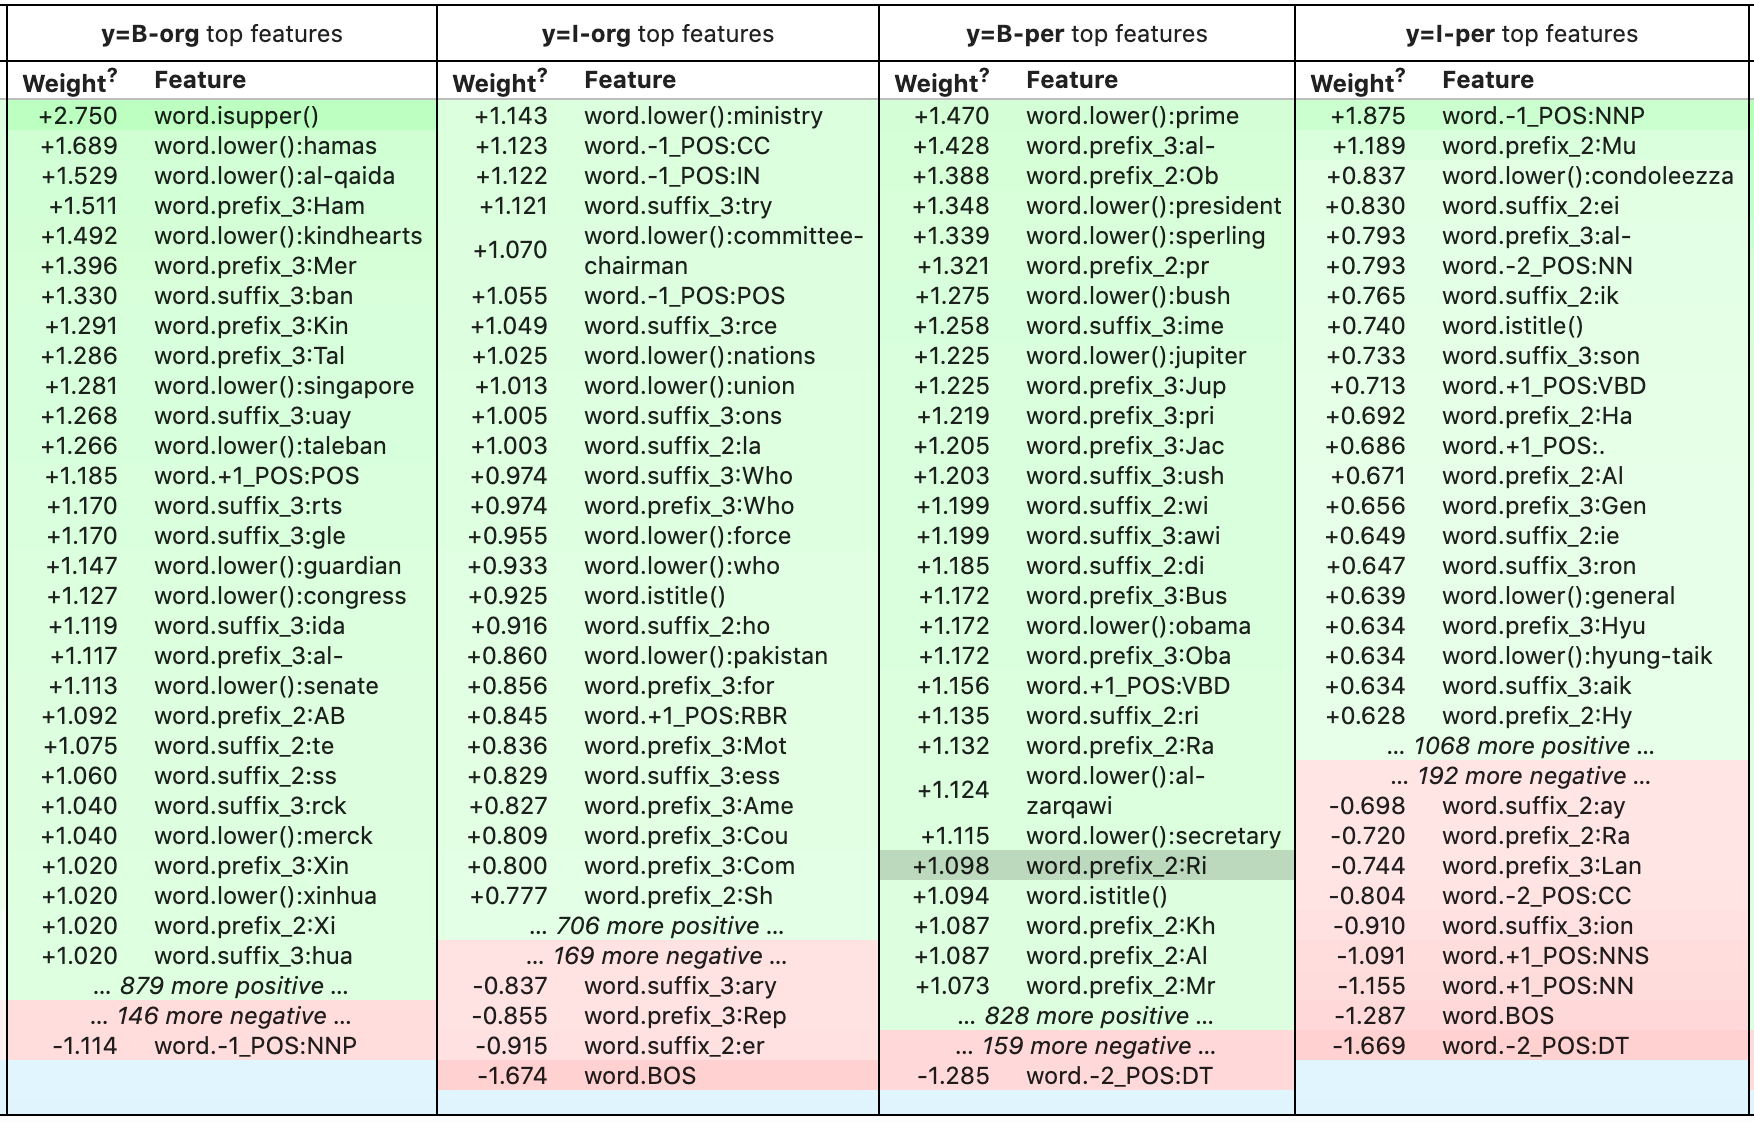 y=B-org top features
Weight? Feature
+2.750 word.isupper()
+1.689 word.lower():hamas
+1.529 word.lower():al-qaida
+1.511 word.prefix_3:Ham
+1.492 word.lower():kindhearts
+1.396 word.prefix_3:Mer
+1.330 word.suffix_3:ban
+1.291 word.prefix_3:Kin
+1.286 word.prefix_3:Tal
+1.281 word.lower():singapore
+1.268 word.suffix_3:uay
+1.266 word.lower():taleban
+1.185 word.+1_POS:POS
+1.170 word.suffix_3:rts
+1.170 word.suffix_3:gle
+1.147 word.lower():guardian
+1.127 word.lower():congress
+1.119 word.suffix_3:ida
+1.117 word.prefix_3:al-
+1.113 word.lower():senate
+1.092 word.prefix_2:AB
+1.075 word.suffix_2:te
+1.060 word.suffix_2:ss
+1.040 word.suffix_3:rck
+1.040 word.lower():merck
+1.020 word.prefix_3:Xin
+1.020 word.lower():xinhua
+1.020 word.prefix_2:Xi
+1.020 word.suffix_3:hua
... 879 more positive ...
... 146 more negative ...
-1.114 word.-1_POS:NNP
y=I-org top features
Weight? Feature
+1.143 word.lower():ministry
+1.123 word.-1_POS:CC
+1.122 word.-1_POS:IN
+1.121 word.suffix_3:try
+1.070 word.lower():committee-
chairman
+1.055 word.-1_POS:POS
+1.049 word.suffix_3:rce
+1.025 word.lower():nations
+1.013 word.lower():union
+1.005 word.suffix_3:ons
+1.003 word.suffix_2:la
+0.974 word.suffix_3:Who
+0.974 word.prefix_3:Who
+0.955 word.lower():force
+0.933 word.lower():who
+0.925 word.istitle()
+0.916 word.suffix_2:ho
+0.860 word.lower():pakistan
+0.856 word.prefix_3:for
+0.845 word.+1_POS:RBR
+0.836 word.prefix_3:Mot
+0.829 word.suffix_3:ess
+0.827 word.prefix_3:Ame
+0.809 word.prefix_3:Cou
+0.800 word.prefix_3:Com
+0.777 word.prefix_2:Sh
... 706 more positive ...
... 169 more negative ...
-0.837 word.suffix_3:ary
-0.855 word.prefix_3:Rep
-0.915 word.suffix_2:er
-1.674 word.BOS
y=B-per top features
Weight? Feature
+1.470 word.lower():prime
+1.428 word.prefix_3:al-
+1.388 word.prefix_2:Ob
+1.348 word.lower():president
+1.339 word.lower():sperling
+1.321 word.prefix_2:pr
+1.275 word.lower():bush
+1.258 word.suffix_3:ime
+1.225 word.lower():jupiter
+1.225 word.prefix_3:Jup
+1.219 word.prefix_3:pri
+1.205 word.prefix_3:Jac
+1.203 word.suffix_3:ush
+1.199 word.suffix_2:wi
+1.199 word.suffix_3:awi
+1.185 word.suffix_2:di
+1.172 word.prefix_3:Bus
+1.172 word.lower():obama
+1.172 word.prefix_3:Oba
+1.156 word.+1_POS:VBD
+1.135 word.suffix_2:ri
+1.132 word.prefix_2:Ra
+1.124 word.lower():al-
zarqawi
+1.115 word.lower():secretary
+1.098 word.prefix_2:Ri
+1.094 word.istitle()
+1.087 word.prefix_2:Kh
+1.087 word.prefix_2:Al
+1.073 word.prefix_2:Mr
... 828 more positive ...
... 159 more negative ...
-1.285 word.-2_POS:DT
y=I-per top features
Weight? Feature
+1.875 word.-1_POS:NNP
+1.189 word.prefix_2:Mu
+0.837 word.lower():condoleezza
+0.830 word.suffix_2:ei
+0.793 word.prefix_3:al-
+0.793 word.-2_POS:NN
+0.765 word.suffix_2:ik
+0.740 word.istitle()
+0.733 word.suffix_3:son
+0.713 word.+1_POS:VBD
+0.692 word.prefix_2:Ha
+0.686 word.+1_POS:.
+0.671 word.prefix_2:Al
+0.656 word.prefix_3:Gen
+0.649 word.suffix_2:ie
+0.647 word.suffix_3:ron
+0.639 word.lower():general
+0.634 word.prefix_3:Hyu
+0.634 word.lower():hyung-taik
+0.634 word.suffix_3:aik
+0.628 word.prefix_2:Hy
... 1068 more positive ...
... 192 more negative ...
-0.698 word.suffix_2:ay
-0.720 word.prefix_2:Ra
-0.744 word.prefix_3:Lan
-0.804 word.-2_POS:CC
-0.910 word.suffix_3:ion
-1.091 word.+1_POS:NNS
-1.155 word.+1_POS:NN
-1.287 word.BOS
-1.669 word.-2_POS:DT